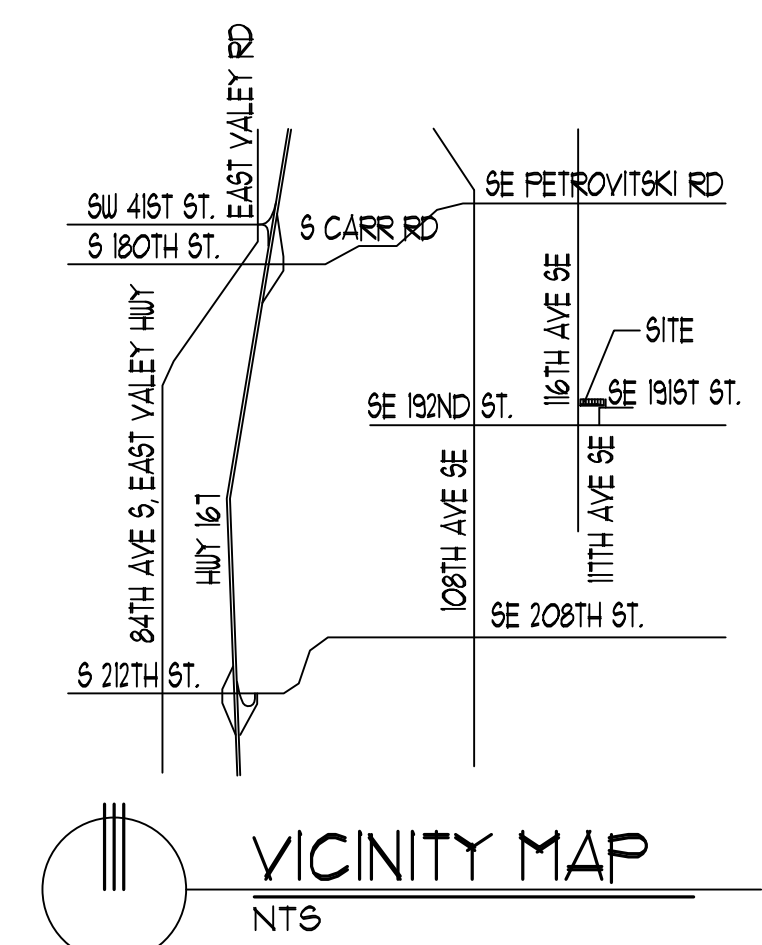 EAST VALEY RD
SE PETROVITSKI RD
SW 41ST ST.
S CARR RD
S 180TH ST.
116TH AVE SE
84TH AVE S, EAST VALEY HWY
SITE
SE 191ST ST.
SE 192ND ST.
108TH AVE SE
117TH AVE SE
HWY 167
SE 208TH ST.
S 212TH ST.
VICINITY MAP
NTS